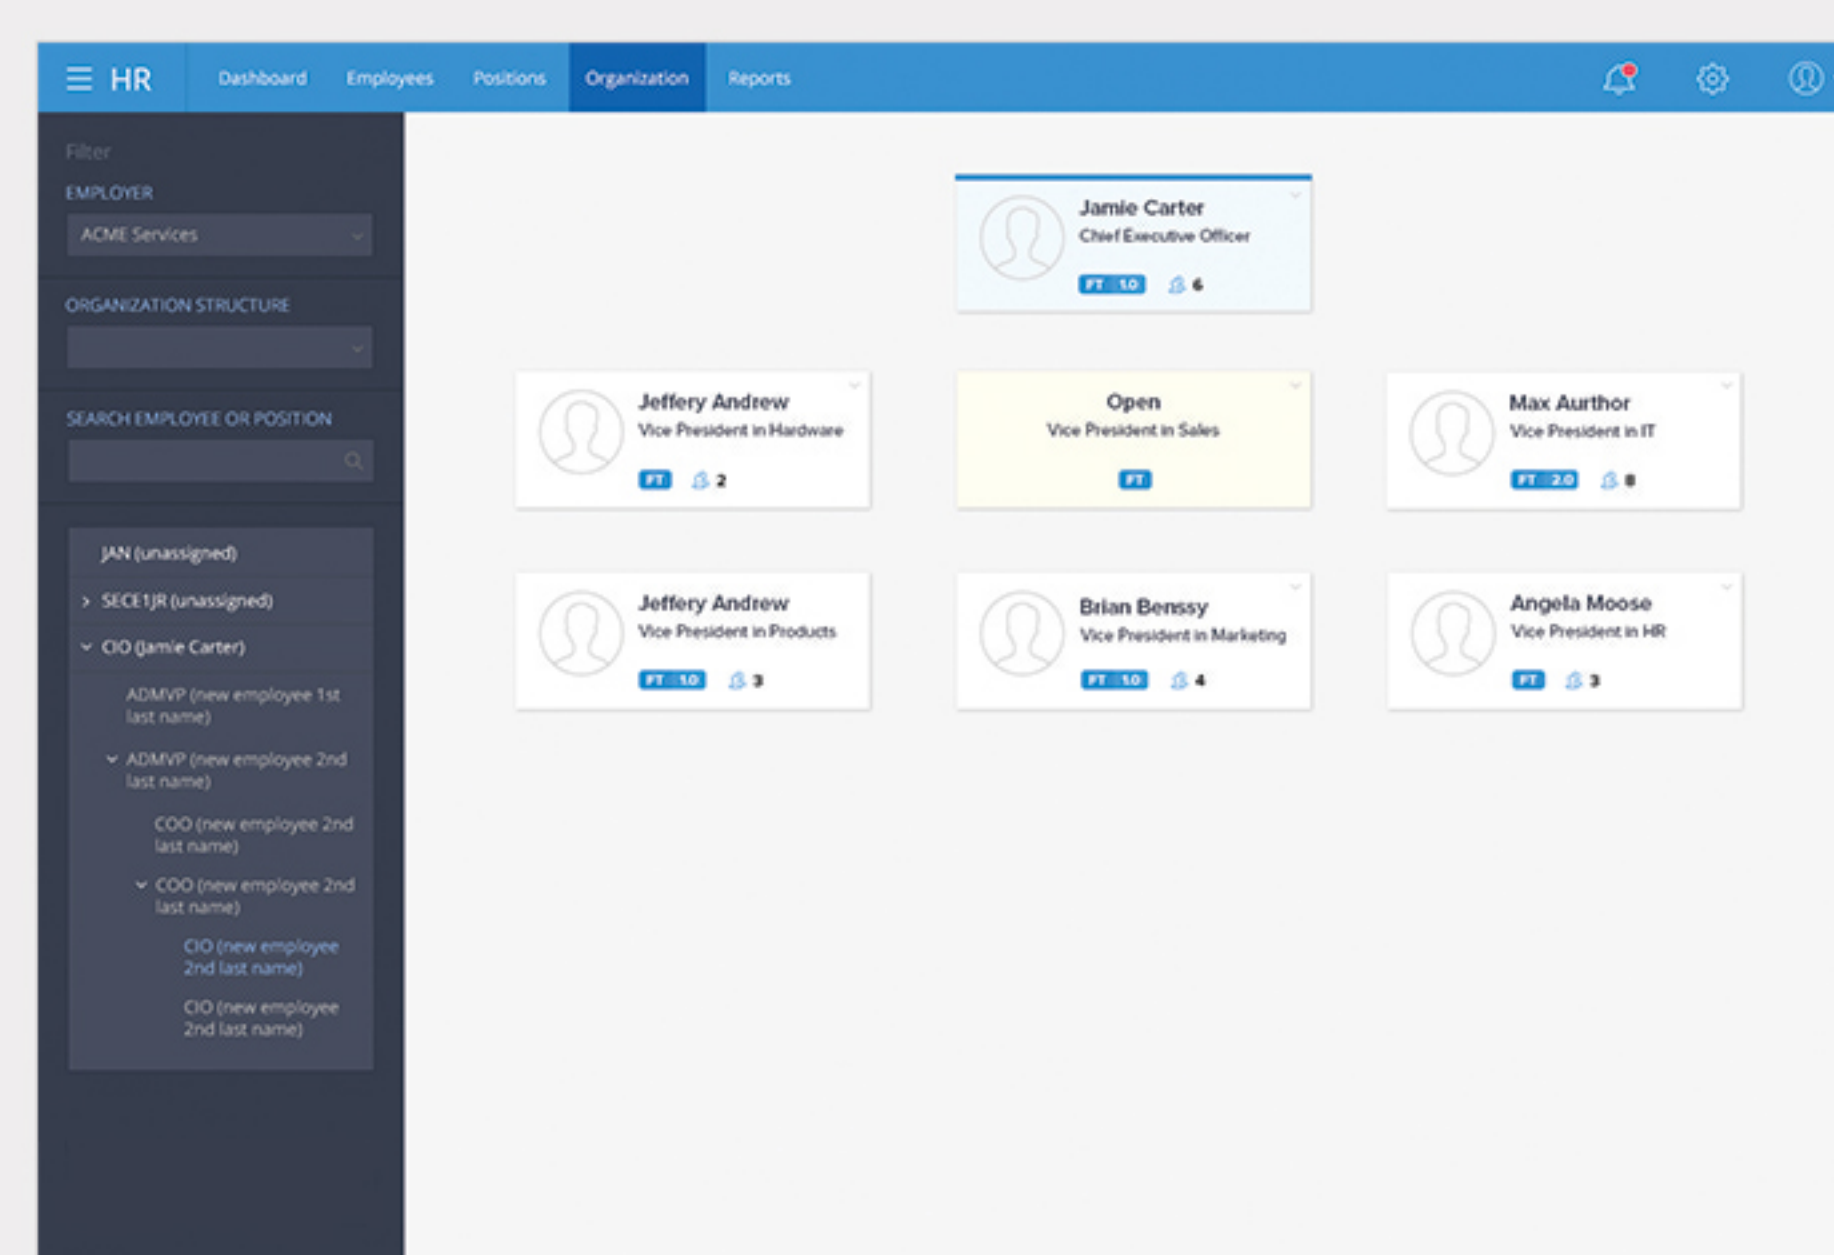 HR
Dashboard
Employees
Positions
Organization
Reports
Filter
EMPLOYER
ACME Services
ORGANIZATION STRUCTURE
SEARCH EMPLOYEE OR POSITION
JAN (unassigned)
SECE1JR (unassigned)
CIO (Jamie Carter)
ADMVP (new employee 1st
last name)
ADMVP (new employee 2nd
last name)
COO (new employee 2nd
last name)
COO (new employee 2nd
last name)
CIO (new employee
2nd last name)
CIO (new employee
2nd last name)
Jamie Carter
Chief Executive Officer
FT 1.0 6
Jeffery Andrew
Vice President in Hardware
FT 2
Open
Vice President in Sales
FT
Max Aurthor
Vice President in IT
FT 2.0 8
Jeffery Andrew
Vice President in Products
FT 1.0 3
Brian Benssy
Vice President in Marketing
FT 1.0 4
Angela Moose
Vice President in HR
FT 3